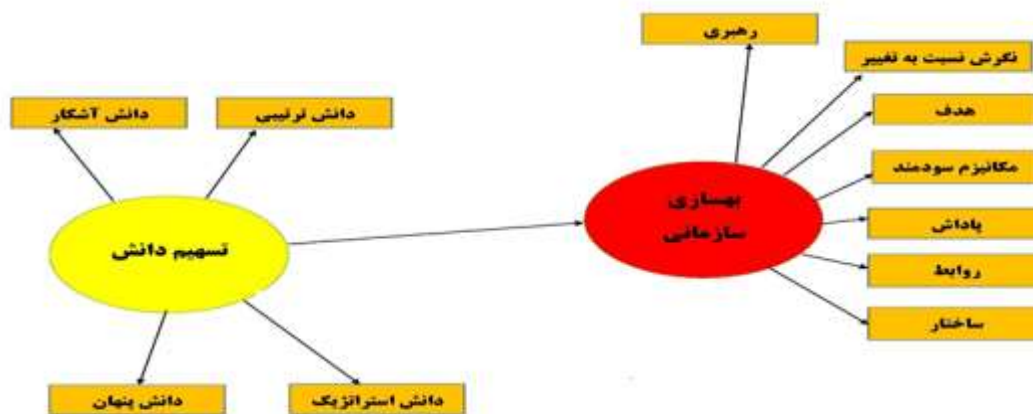 رهبری
نگرش نسبت به تغییر
هدف
مکانیزم سودمند
پاداش
روابط
ساختار
بهسازی
سازمانی
دانش ترتیبی
دانش آشکار
تسهیم دانش
دانش استراتژیک
دانش پنهان